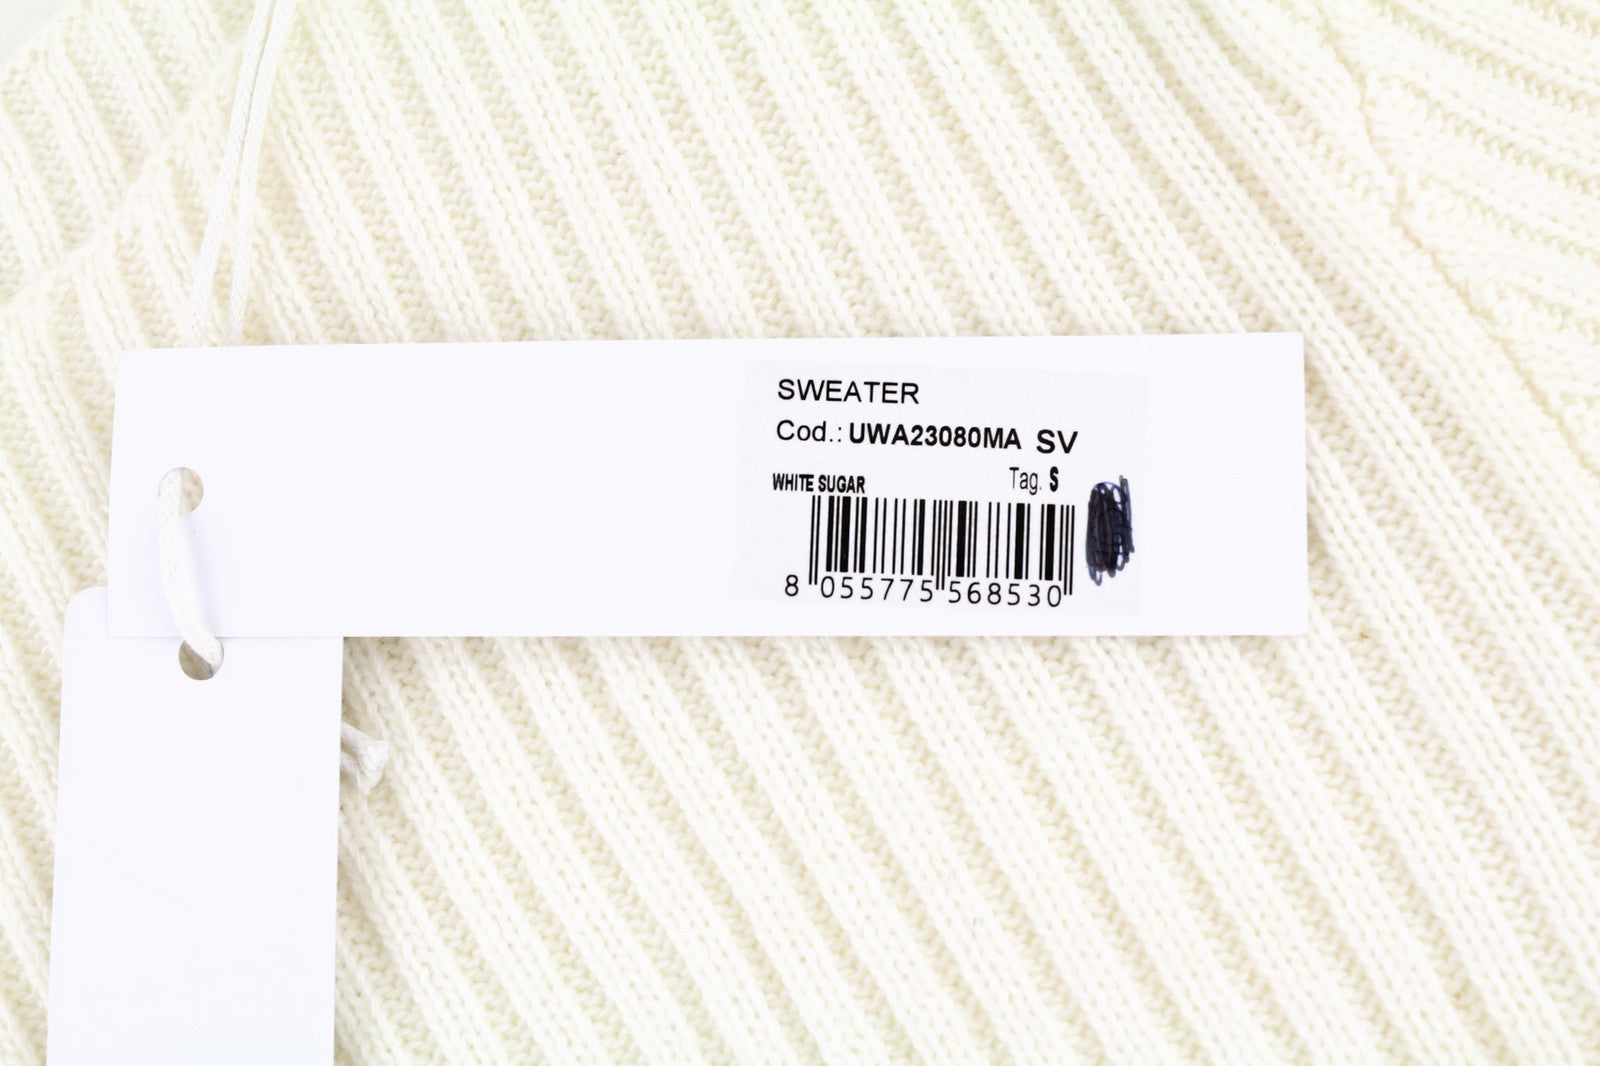 SWEATER
Cod.: UWA23080MA SV
WHITE SUGAR Tag. S
8 055775 568530